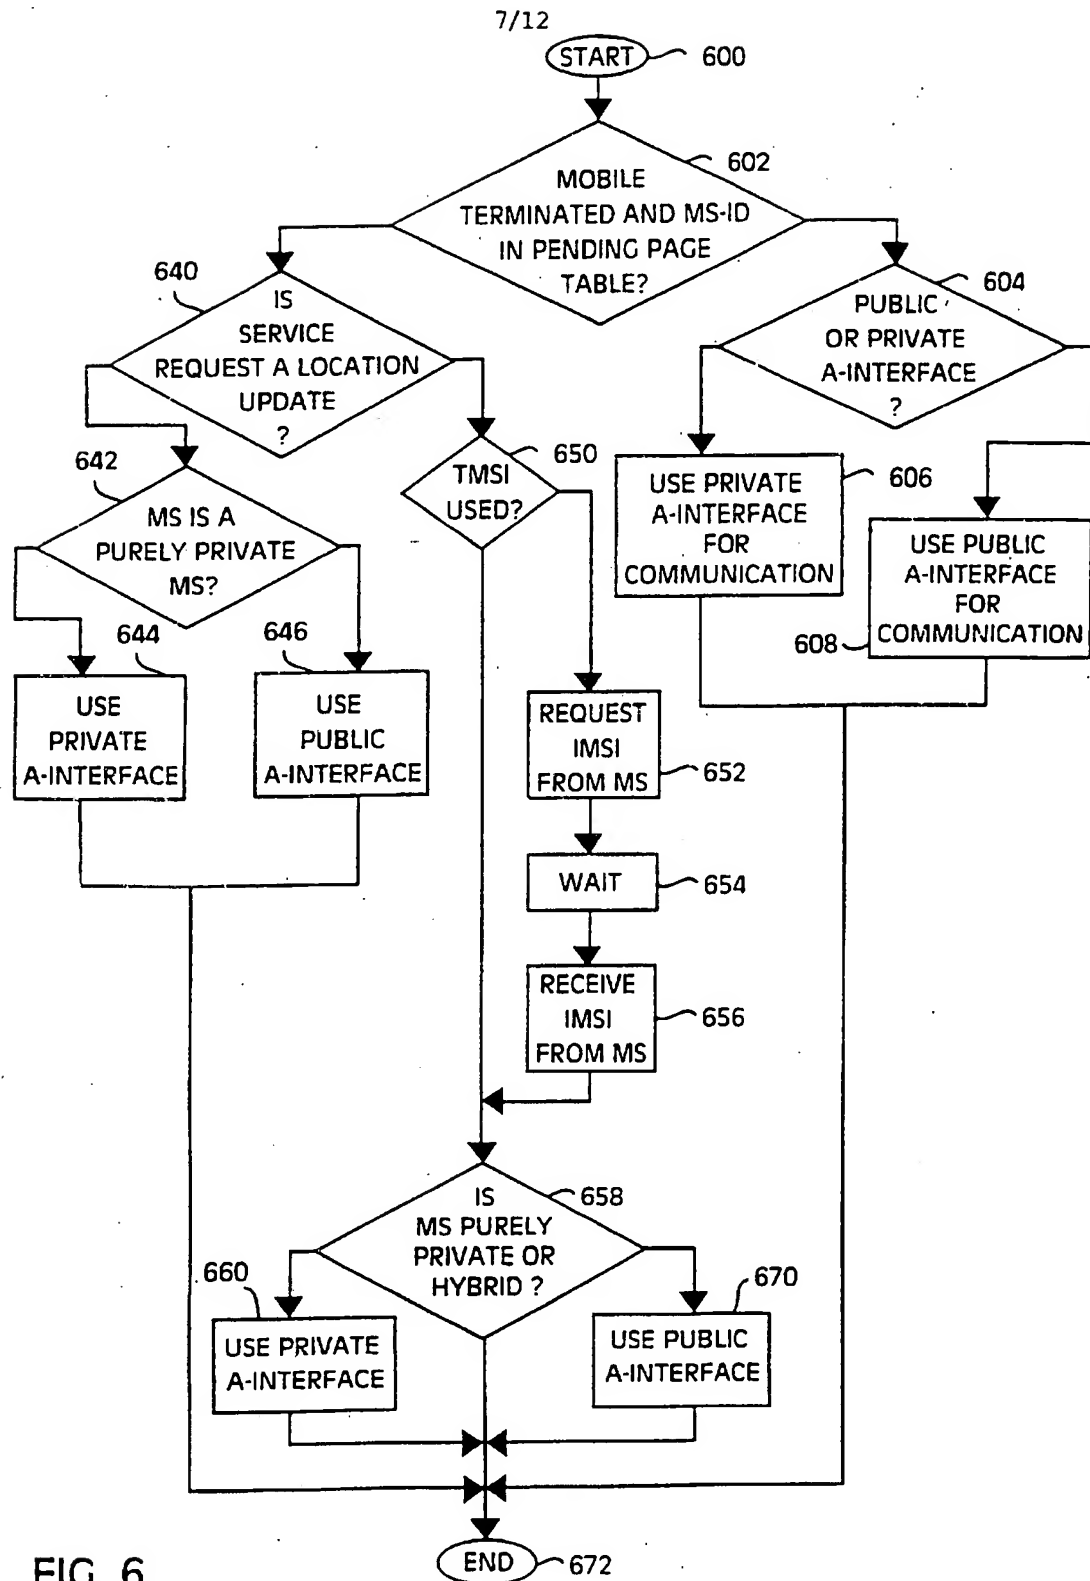 7/12
START
600
602
MOBILE
TERMINATED AND MS-ID
IN PENDING PAGE
TABLE?
640
IS
SERVICE
REQUEST A LOCATION
UPDATE
?
604
PUBLIC
OR PRIVATE
A-INTERFACE
?
642
MS IS A
PURELY PRIVATE
MS?
650
TMSI
USED?
USE PRIVATE
A-INTERFACE
FOR
COMMUNICATION
606
USE PUBLIC
A-INTERFACE
FOR
COMMUNICATION
608
644
USE
PRIVATE
A-INTERFACE
646
USE
PUBLIC
A-INTERFACE
REQUEST
IMSI
FROM MS
652
WAIT
654
RECEIVE
IMSI
FROM MS
656
IS
MS PURELY
PRIVATE OR
HYBRID ?
658
660
USE PRIVATE
A-INTERFACE
670
USE PUBLIC
A-INTERFACE
END
672
FIG. 6